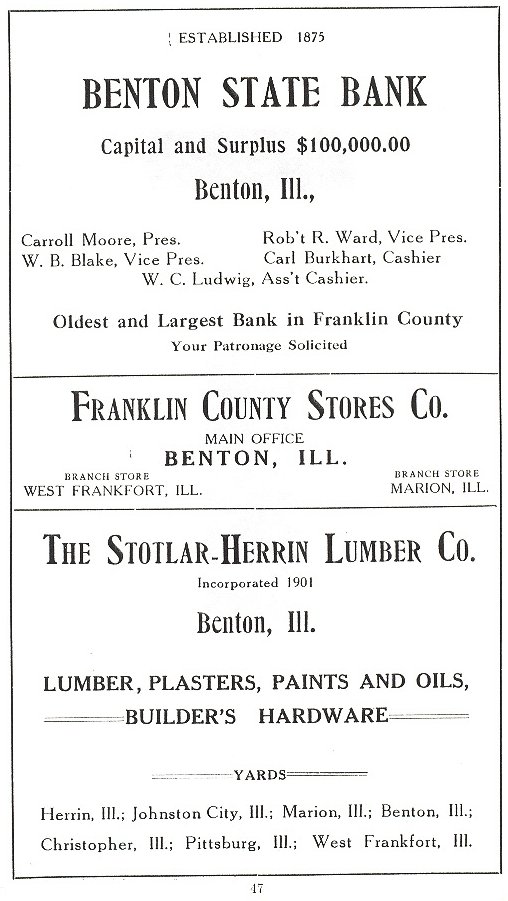 ESTABLISHED 1875
BENTON STATE BANK
Capital and Surplus $100,000.00
Benton, Ill.,
Carroll Moore, Pres. Rob't R. Ward, Vice Pres.
W. B. Blake, Vice Pres. Carl Burkhart, Cashier
W. C. Ludwig, Ass't Cashier.
Oldest and Largest Bank in Franklin County
Your Patronage Solicited
FRANKLIN COUNTY STORES CO.
MAIN OFFICE
BENTON, ILL.
BRANCH STORE BRANCH STORE
WEST FRANKFORT, ILL. MARION, ILL.
THE STOTLAR-HERRIN LUMBER CO.
Incorporated 1901
Benton, Ill.
LUMBER, PLASTERS, PAINTS AND OILS,
BUILDER'S HARDWARE
YARDS
Herrin, Ill.; Johnston City, Ill.; Marion, Ill.; Benton, Ill.;
Christopher, Ill.; Pittsburg, Ill.; West Frankfort, Ill.
47